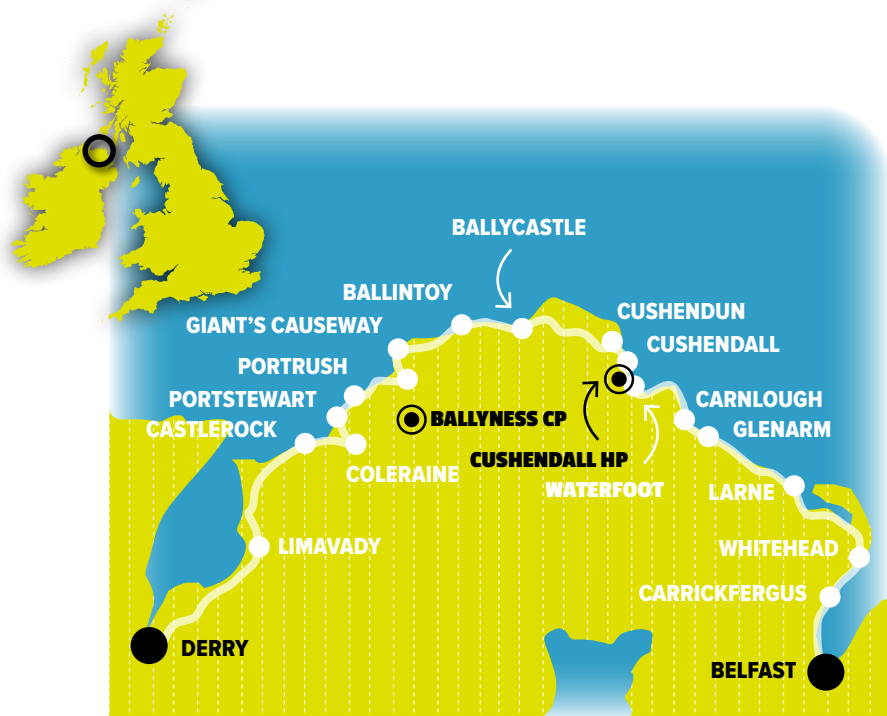 BALLYCASTLE
BALLINTOY
CUSHENDUN
GIANT'S CAUSEWAY
CUSHENDALL
PORTRUSH
PORTSTEWART
CARNLOUGH
CASTLEROCK
BALLYNESS CP
GLENARM
CUSHENDALL HP
COLERAINE
WATERFOOT
LARNE
LIMAVADY
WHITEHEAD
CARRICKFERGUS
DERRY
BELFAST